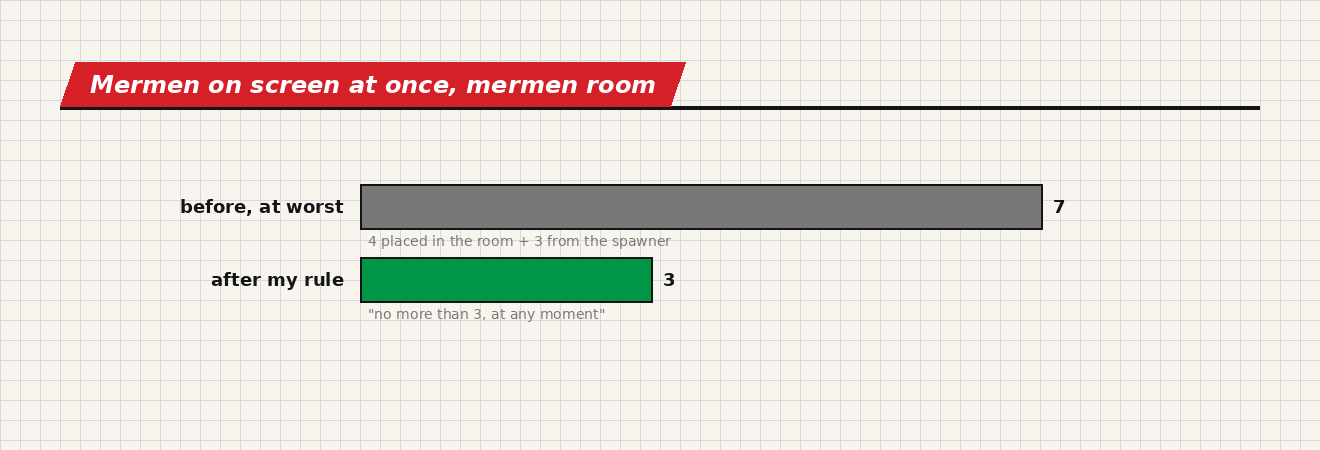 Mermen on screen at once, mermen room
before, at worst
7
4 placed in the room + 3 from the spawner
after my rule
3
"no more than 3, at any moment"